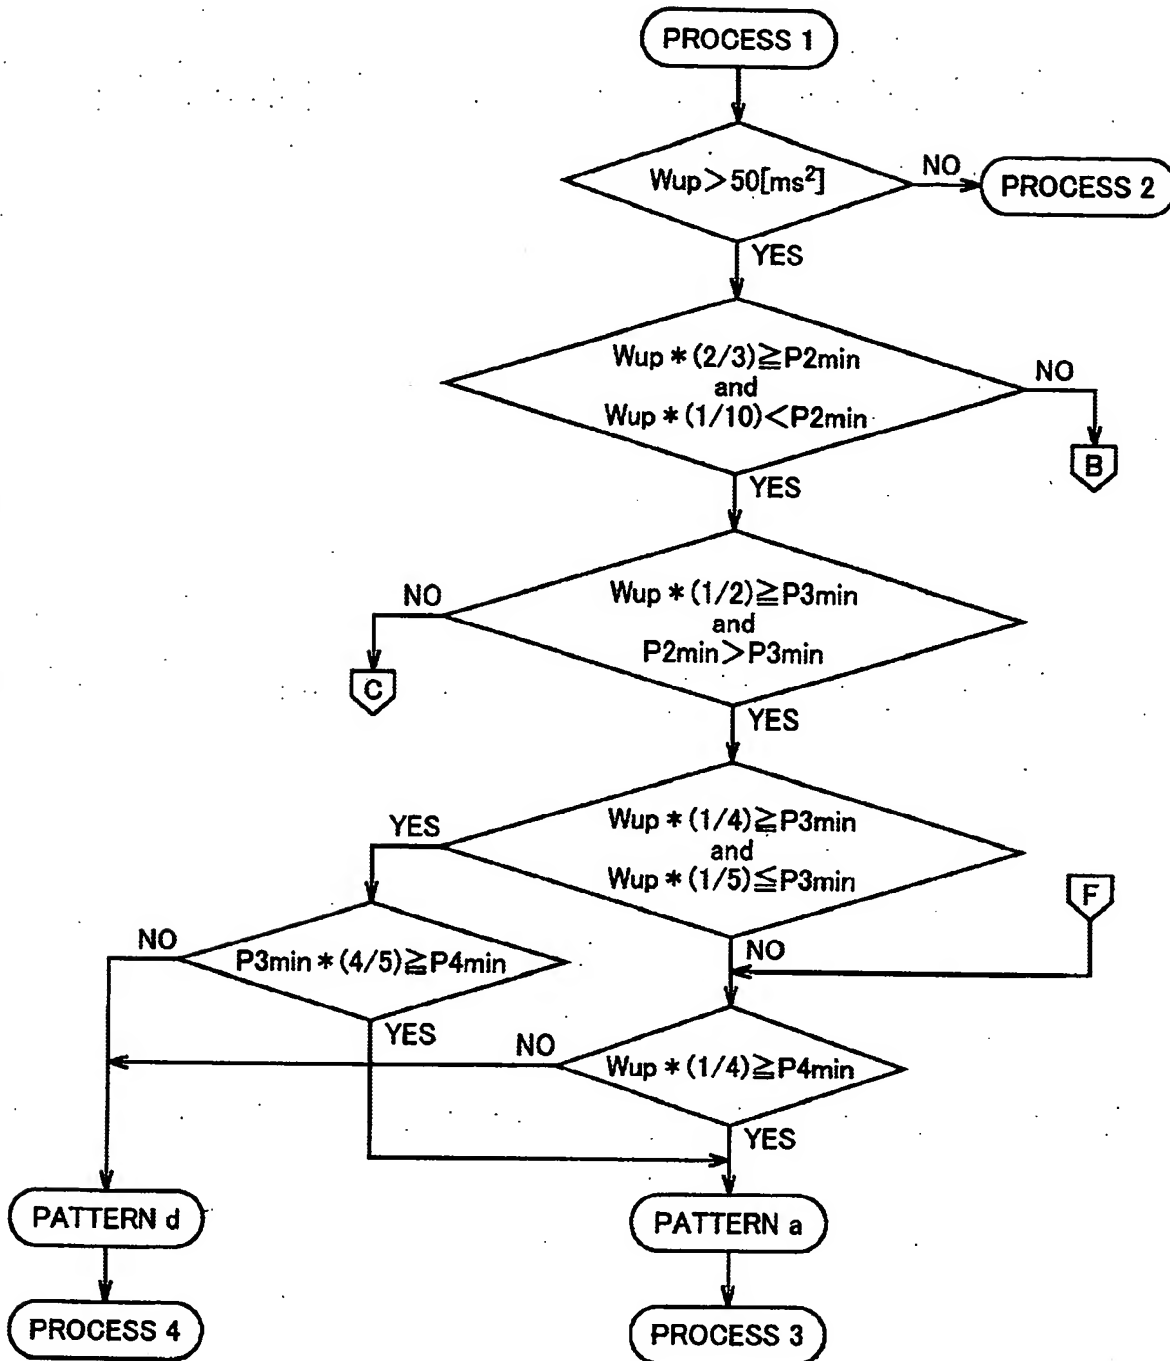 PROCESS 1
Wup>50[ms²]
NO
PROCESS 2
YES
Wup*(2/3)≧P2min
and
Wup*(1/10)<P2min
NO
B
YES
Wup*(1/2)≧P3min
and
P2min>P3min
NO
C
YES
Wup*(1/4)≧P3min
and
Wup*(1/5)≦P3min
YES
F
NO
P3min*(4/5)≧P4min
NO
YES
NO
Wup*(1/4)≧P4min
YES
PATTERN d
PATTERN a
PROCESS 4
PROCESS 3